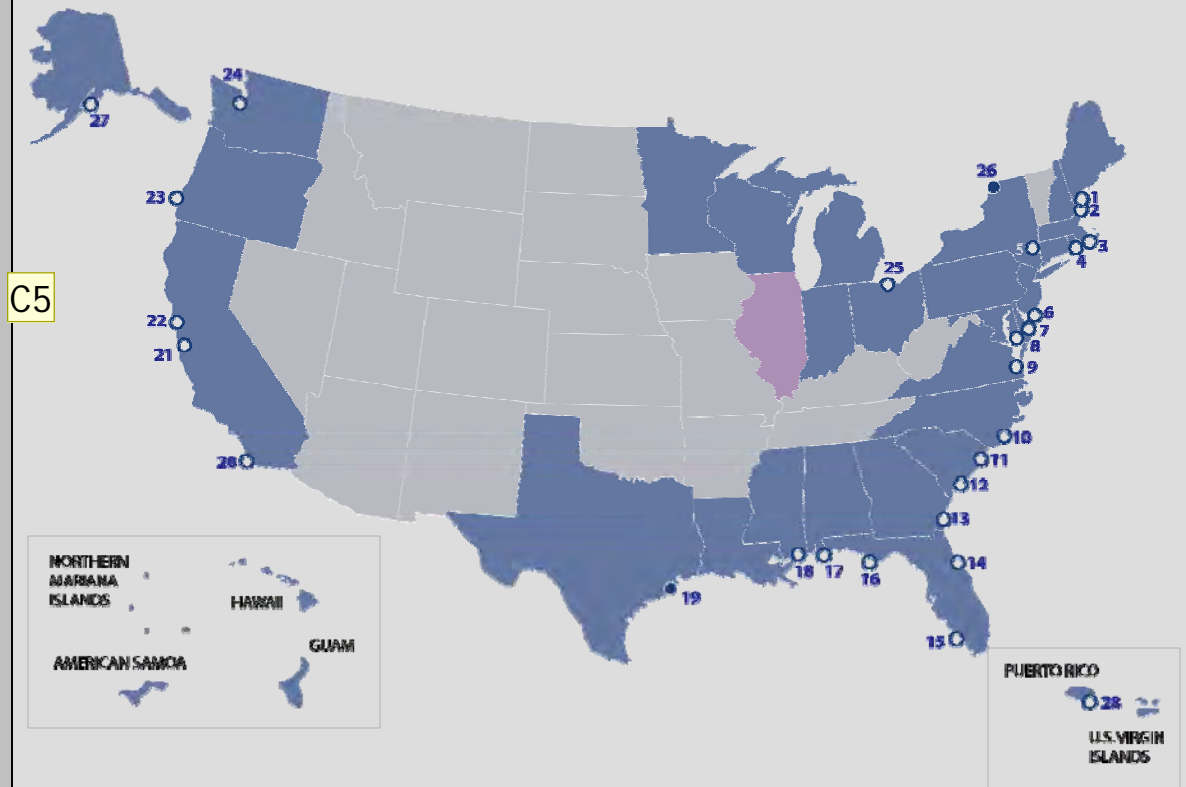 24
27
26
23
1
2
3
5
4
25
C5
6
22
7
21
8
9
10
20
11
12
13
18
17
14
16
19
15
NORTHERN
MARIANA
ISLANDS
HAWAII
GUAM
AMERICAN SAMOA
PUERTO RICO
28
U.S. VIRGIN
ISLANDS